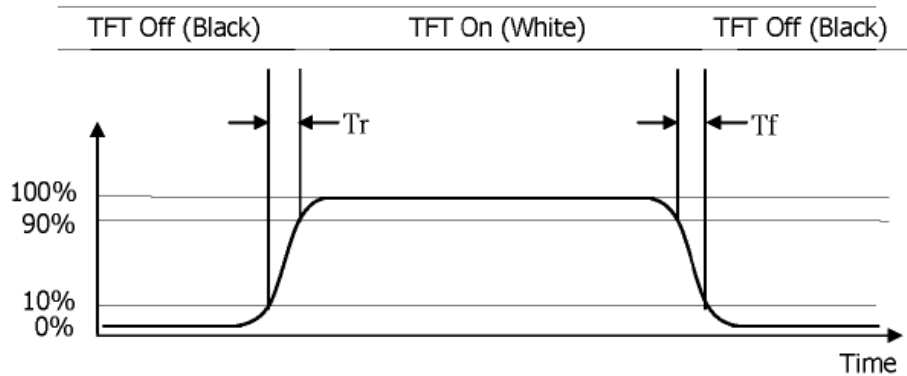 TFT Off (Black) TFT On (White) TFT Off (Black)
Tr Tf
100%
90%
10%
0%
Time